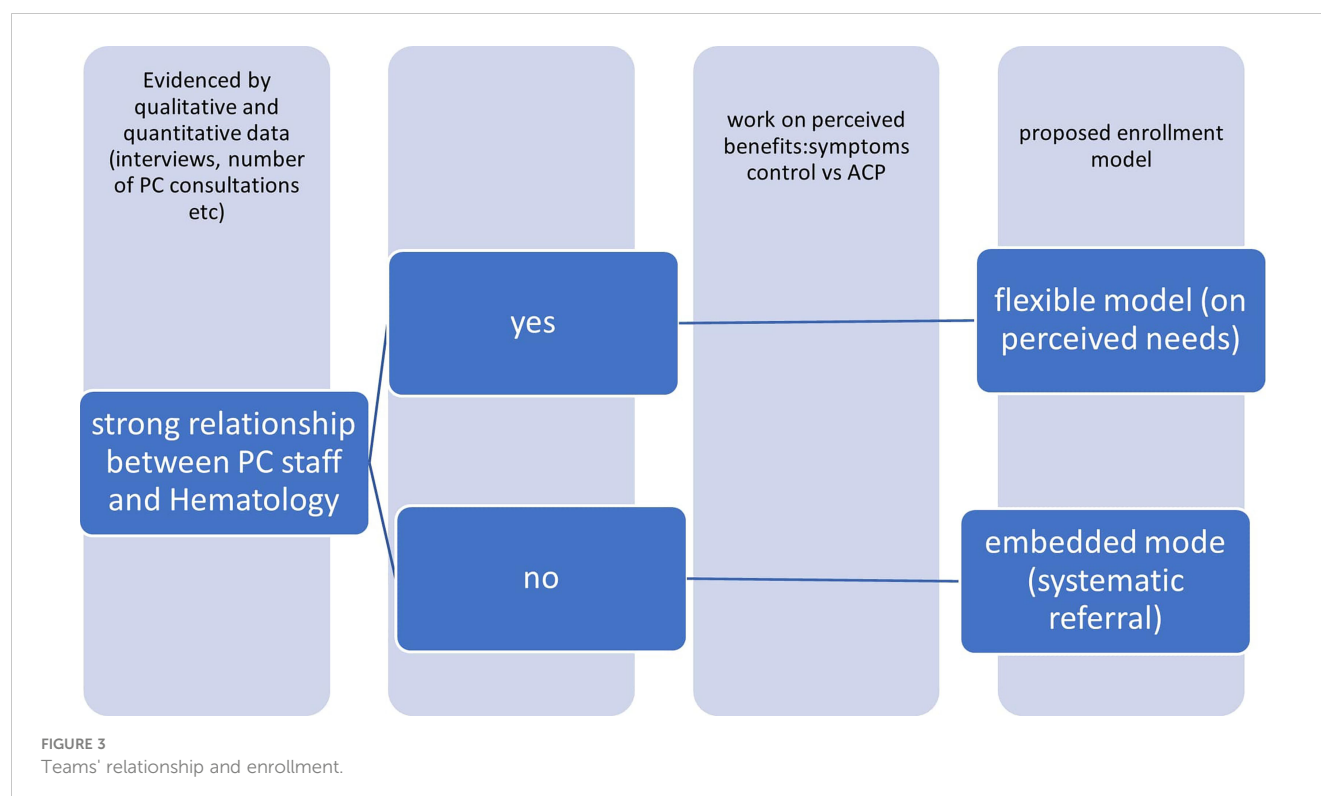 Evidenced by
qualitative and
quantitative data
(interviews, number
of PC consultations
etc)
work on perceived
benefits:symptoms
control vs ACP
proposed enrollment
model
yes
flexible model (on
perceived needs)
strong relationship
between PC staff
and Hematology
no
embedded mode
(systematic
referral)
FIGURE 3
Teams' relationship and enrollment.